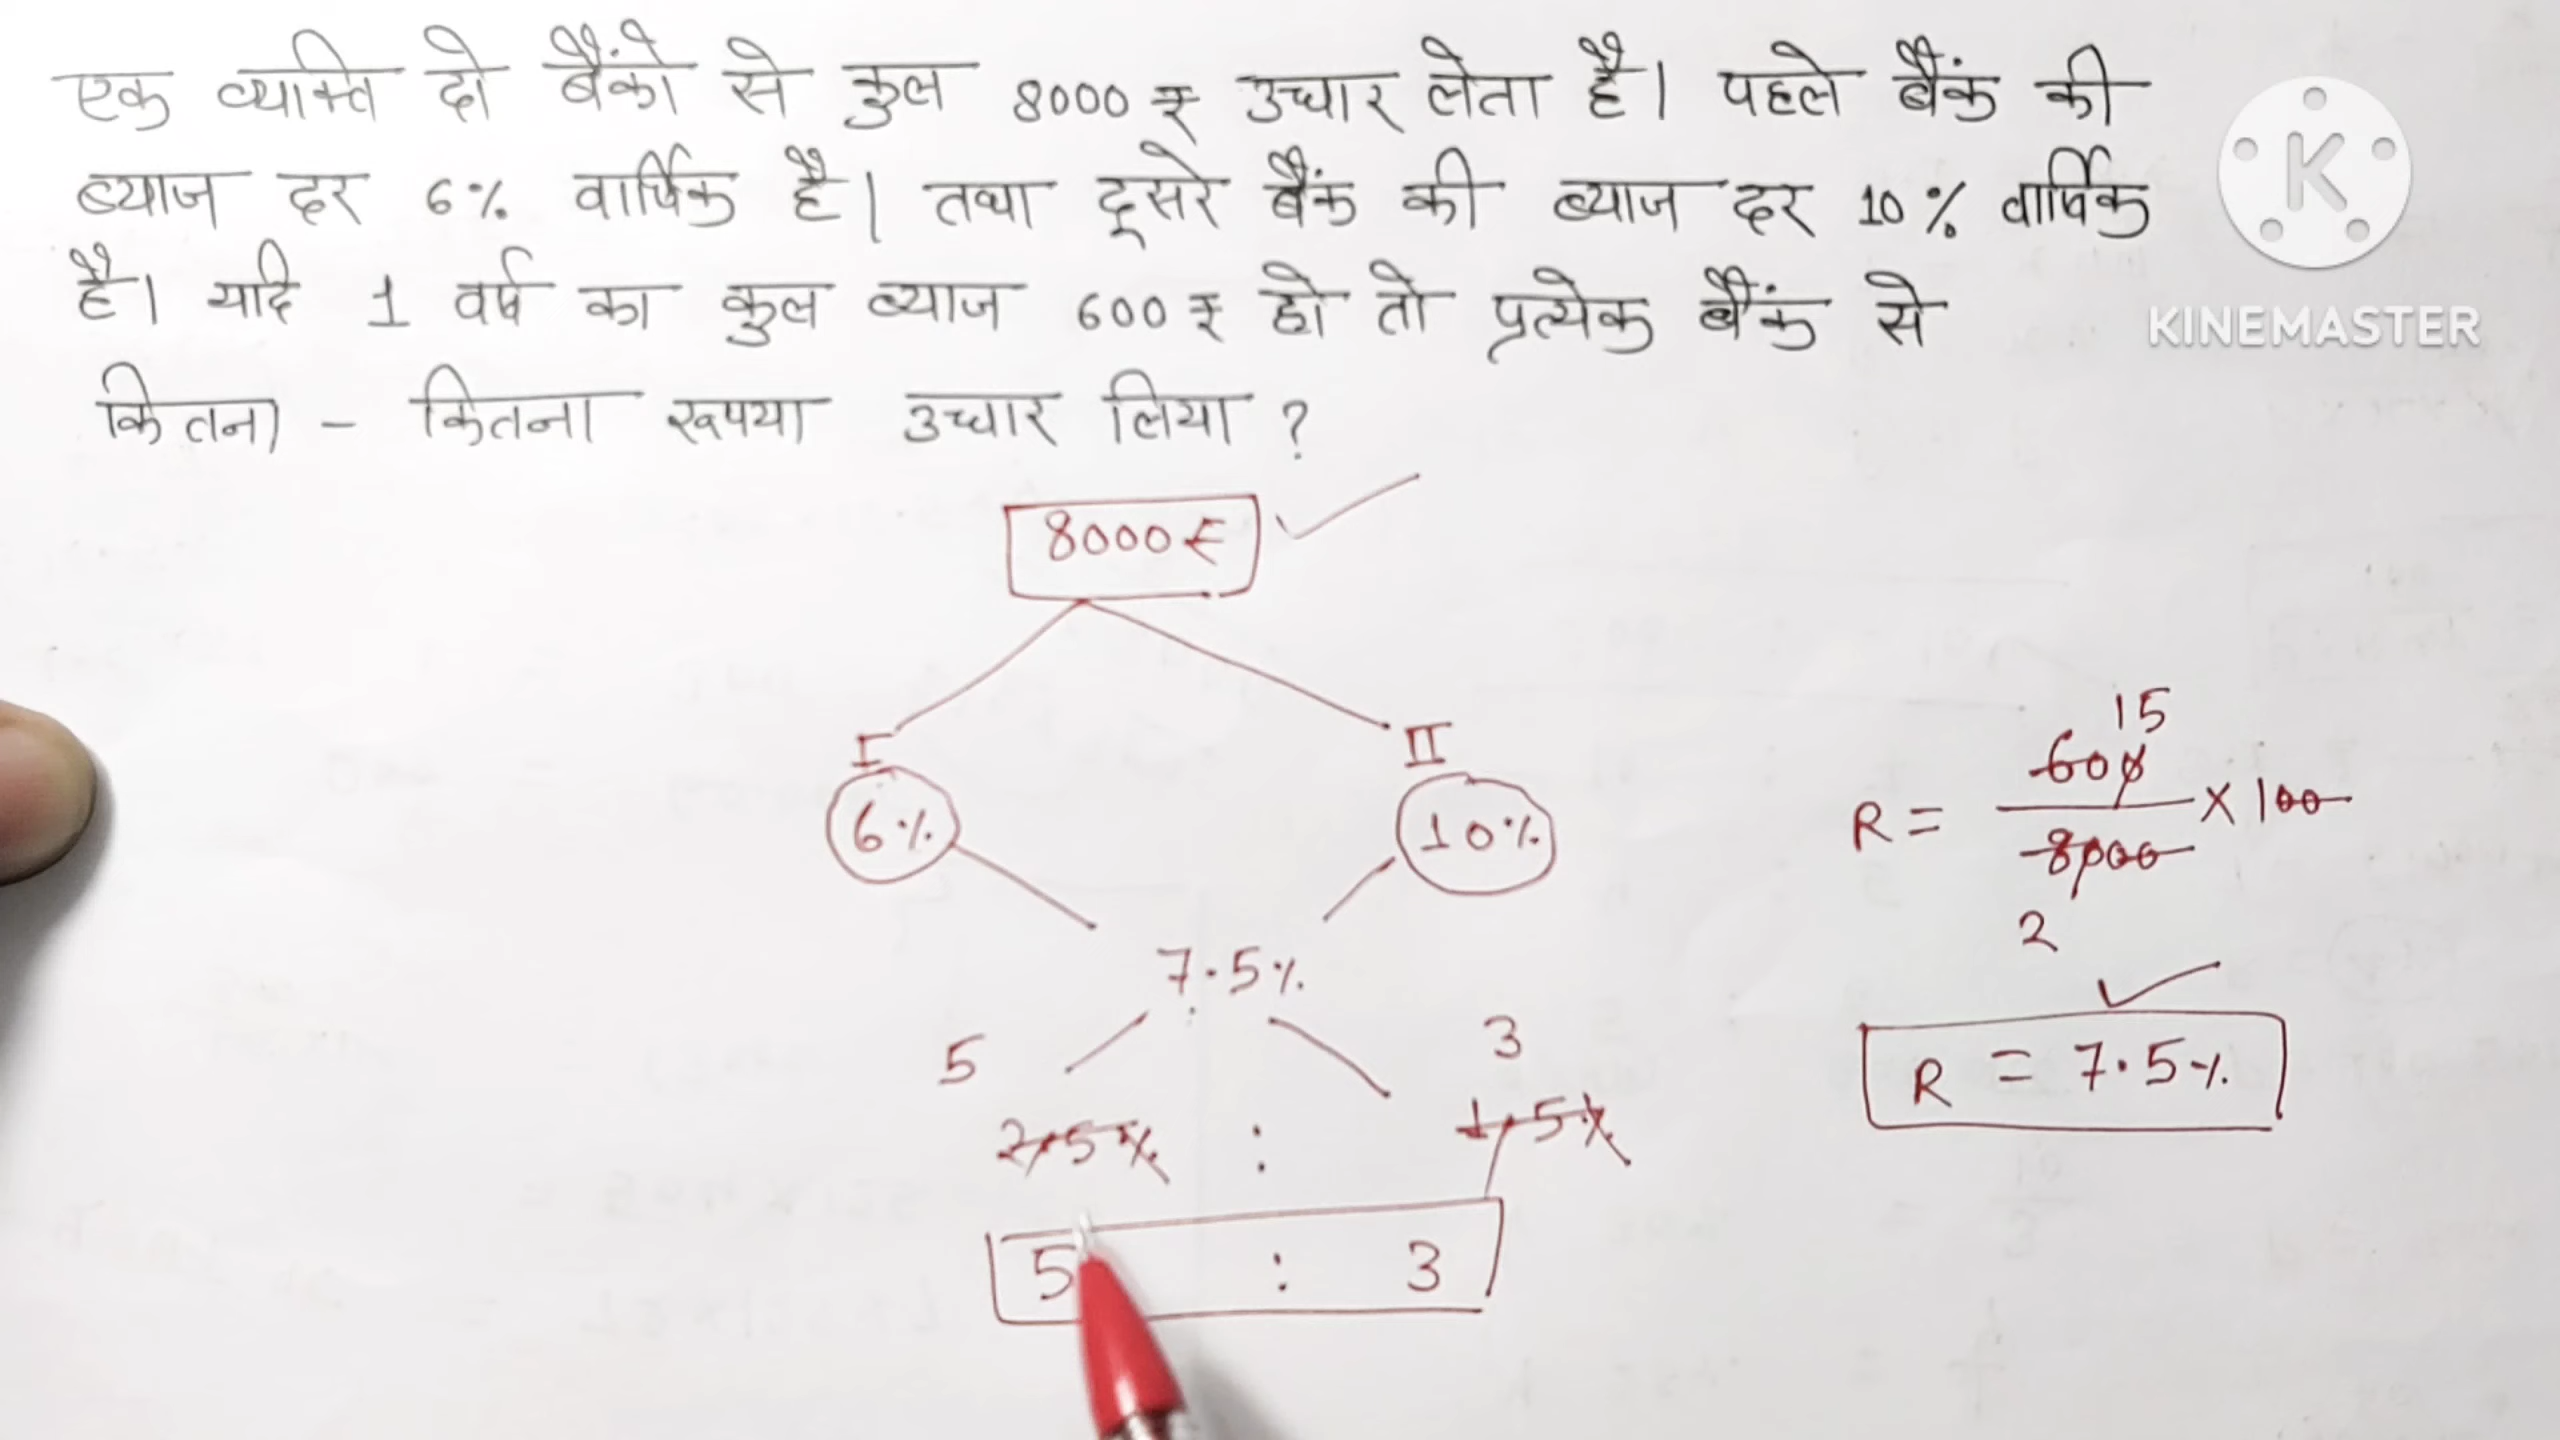 एक व्यक्ति दो बैंको से कुल 8000 ₹ उधार लेता है। पहले बैंक की
ब्याज दर 6% वार्षिक है। तथा दूसरे बैंक की ब्याज दर 10% वार्षिक
है। यदि 1 वर्ष का कुल ब्याज 600 ₹ हो तो प्रत्येक बैंक से
कितना - कितना रूपया उधार लिया ?
KINEMASTER
8000 ₹
I II
6% 10%
7.5%
5 3
2.5% : 1.5%
5 : 3
15
R = 600/8000 × 100
2
R = 7.5%